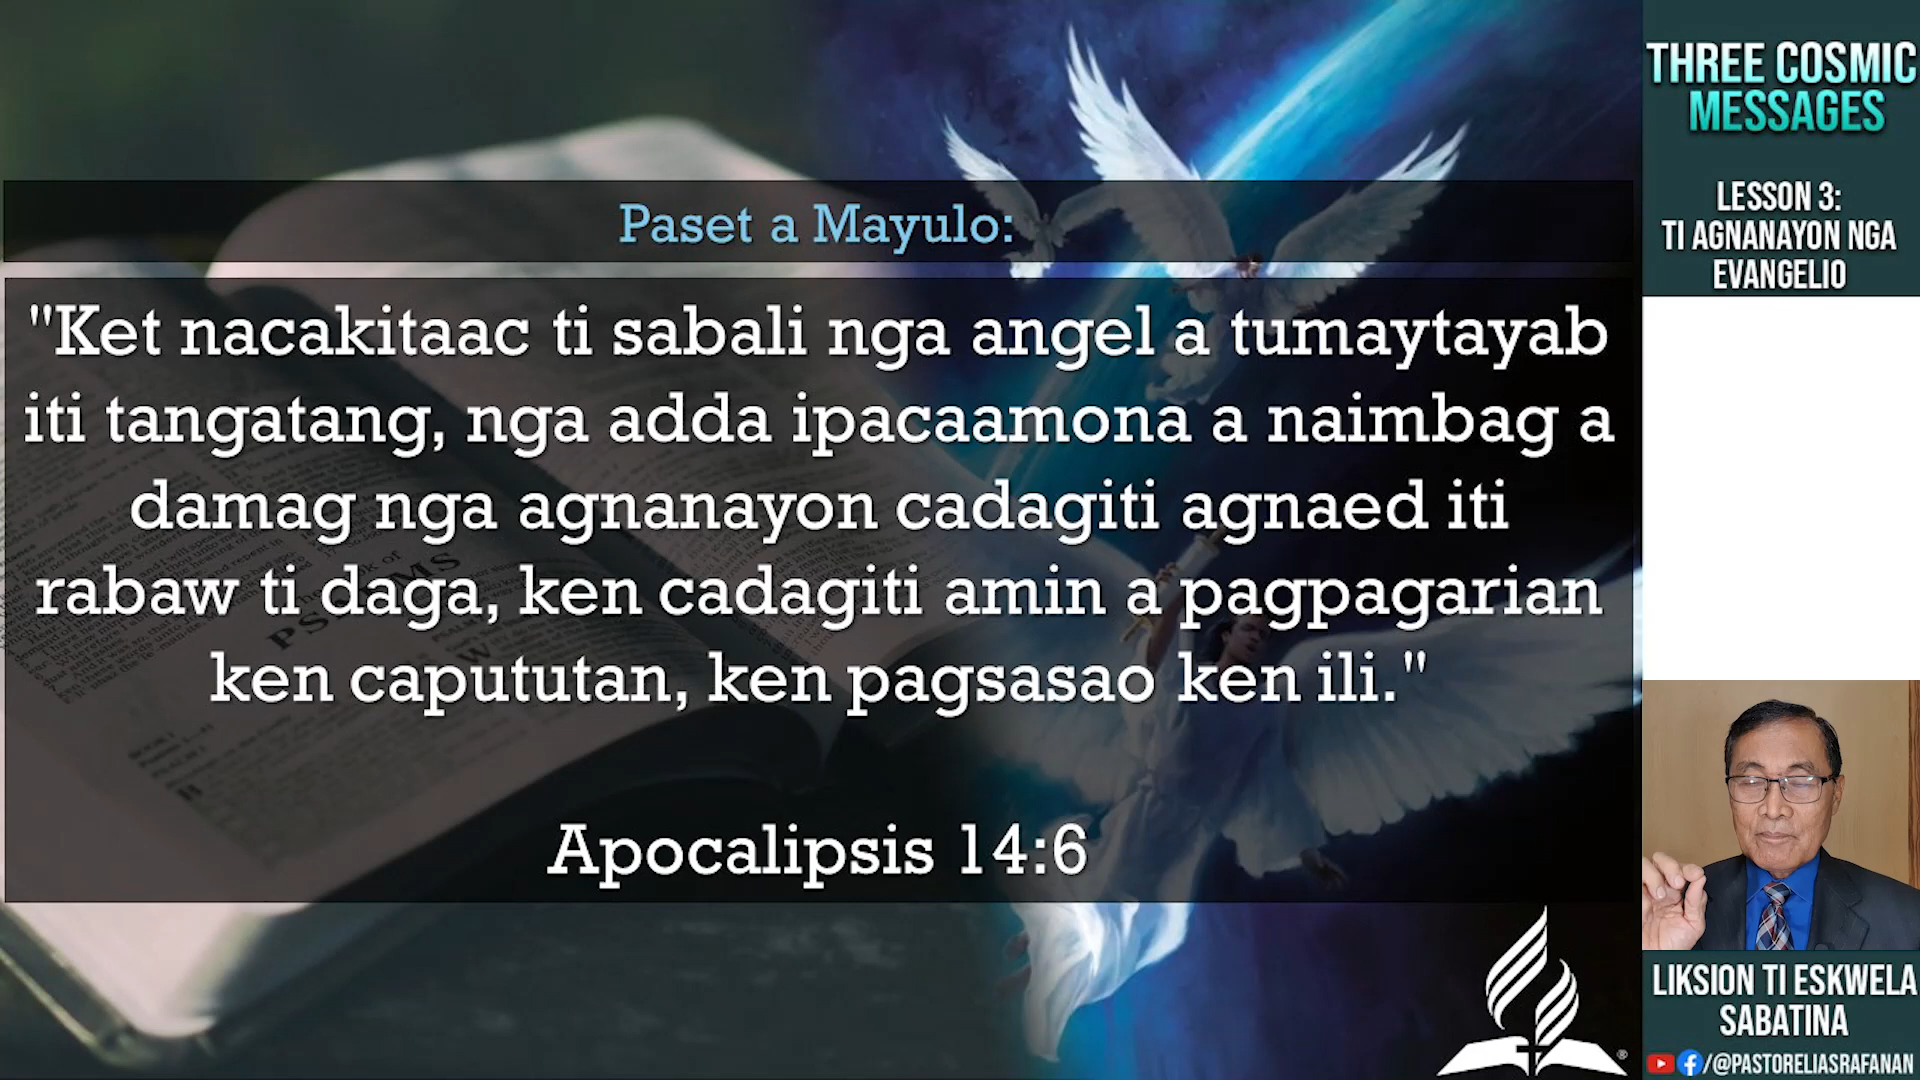 Paset a Mayulo:
"Ket nacakitaac ti sabali nga angel a tumaytayab
iti tangatang, nga adda ipacaamona a naimbag a
damag nga agnanayon cadagiti agnaed iti
rabaw ti daga, ken cadagiti amin a pagpagarian
ken caputotan, ken pagsasao ken ili."
Apocalipsis 14:6
THREE COSMIC
MESSAGES
LESSON 3:
TI AGNANAYON NGA
EVANGELIO
LIKSION TI ESKWELA
SABATINA
/@PASTORELIASRAFANAN
PSALMS